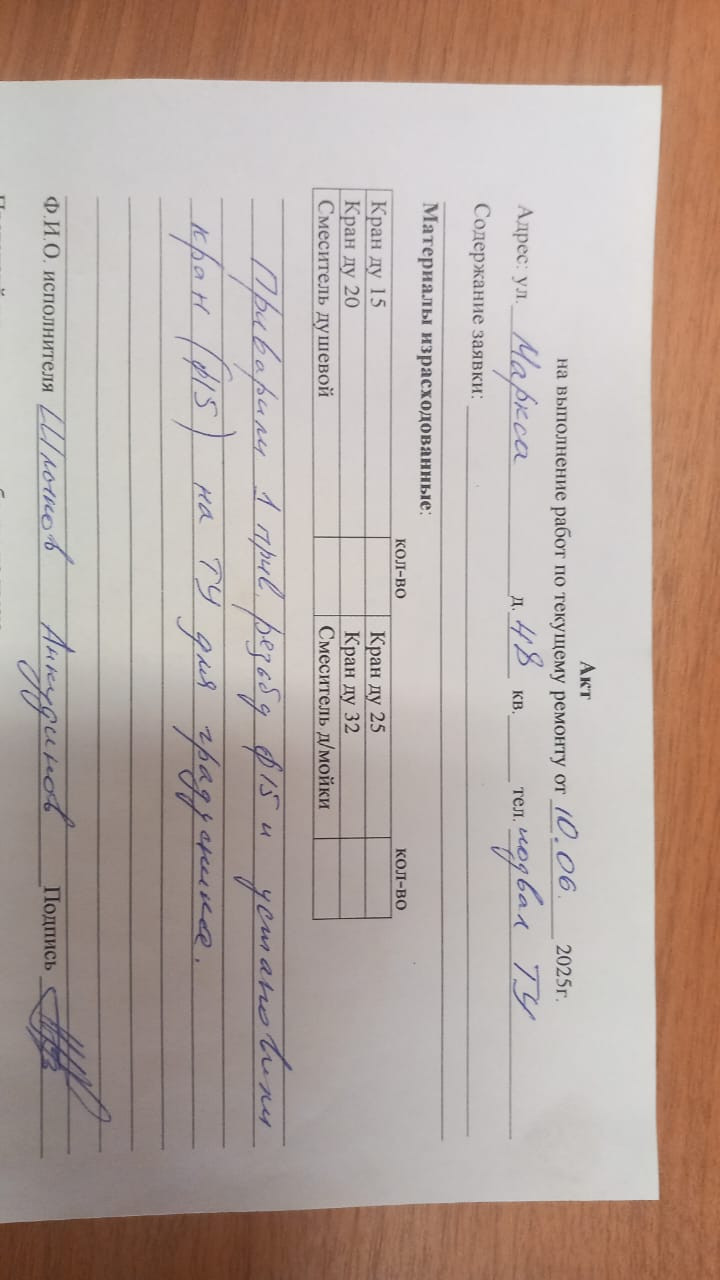 Акт
на выполнение работ по текущему ремонту от 10.06. 2025г.
Адрес: ул. Маркса д. 48 кв. тел. подвал ТУ
Содержание заявки:
Материалы израсходованные:
кол-во кол-во
Кран ду 15 Кран ду 25
Кран ду 20 Кран ду 32
Смеситель душевой Смеситель д/мойки
Приварили 1 прив. резьбу ф15 и установили
кран (ф15) на ТУ для градусника.
Ф.И.О. исполнителя Анкудинов Подпись